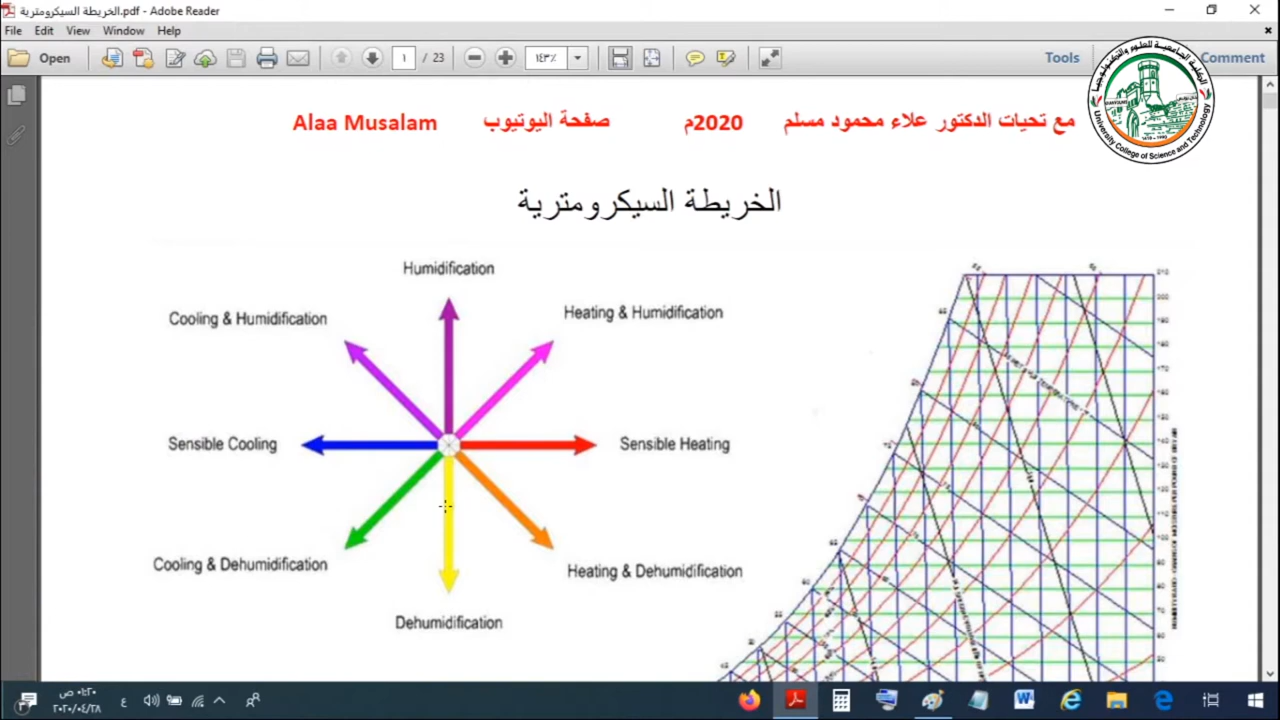 الخريطة السيكرومترية.pdf - Adobe Reader
File Edit View Window Help
Open ١ / 23 ١٤٣٪ Tools Comment
مع تحيات الدكتور علاء محمود مسلم 2020م صفحة اليوتيوب Alaa Musalam
University College of Science and Technology
الخريطة السيكرومترية
Humidification
Cooling & Humidification
Heating & Humidification
Sensible Cooling
Sensible Heating
Cooling & Dehumidification
Heating & Dehumidification
Dehumidification
٠١:٢٠ ص
٢٠٢٠/٠٤/٢٨
ع